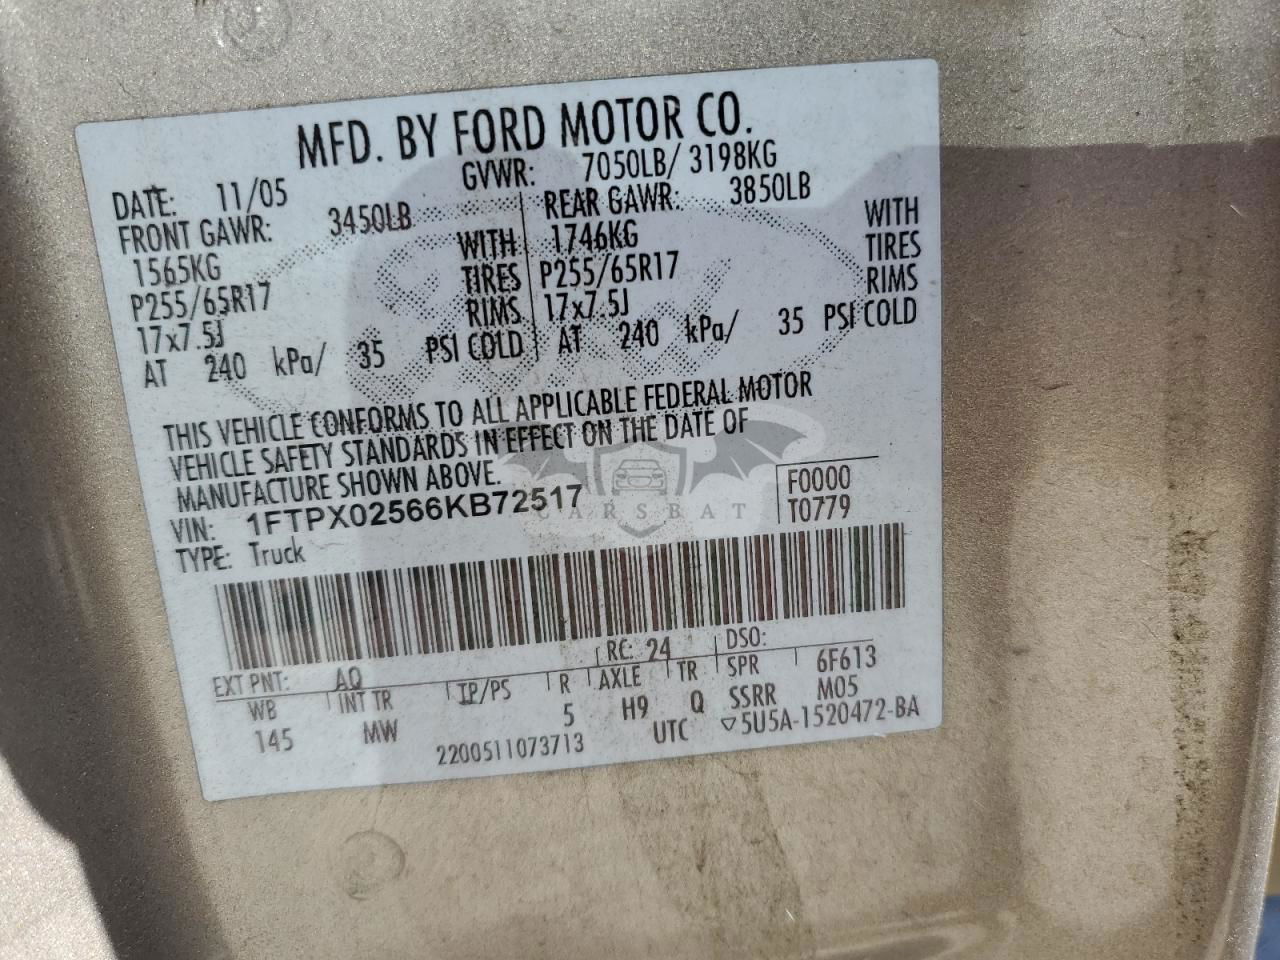 MFD. BY FORD MOTOR CO.
DATE: 11/05 GVWR: 7050LB/ 3198KG
FRONT GAWR: 3450LB REAR GAWR: 3850LB
1565KG WITH 1746KG WITH
P255/65R17 TIRES P255/65R17 TIRES
17x7.5J RIMS 17x7.5J RIMS
AT 240 kPa/ 35 PSI COLD AT 240 kPa/ 35 PSI COLD
THIS VEHICLE CONFORMS TO ALL APPLICABLE FEDERAL MOTOR
VEHICLE SAFETY STANDARDS IN EFFECT ON THE DATE OF
MANUFACTURE SHOWN ABOVE.
VIN: 1FTPX02566KB72517 F0000
TYPE: Truck T0779
CARSBAT
EXT PNT: AQ RC: 24 DSO:
WB INT TR TP/PS R AXLE TR SPR 6F613
145 MW 5 H9 Q SSRR M05
2200511073713 UTC ▽5U5A-1520472-BA